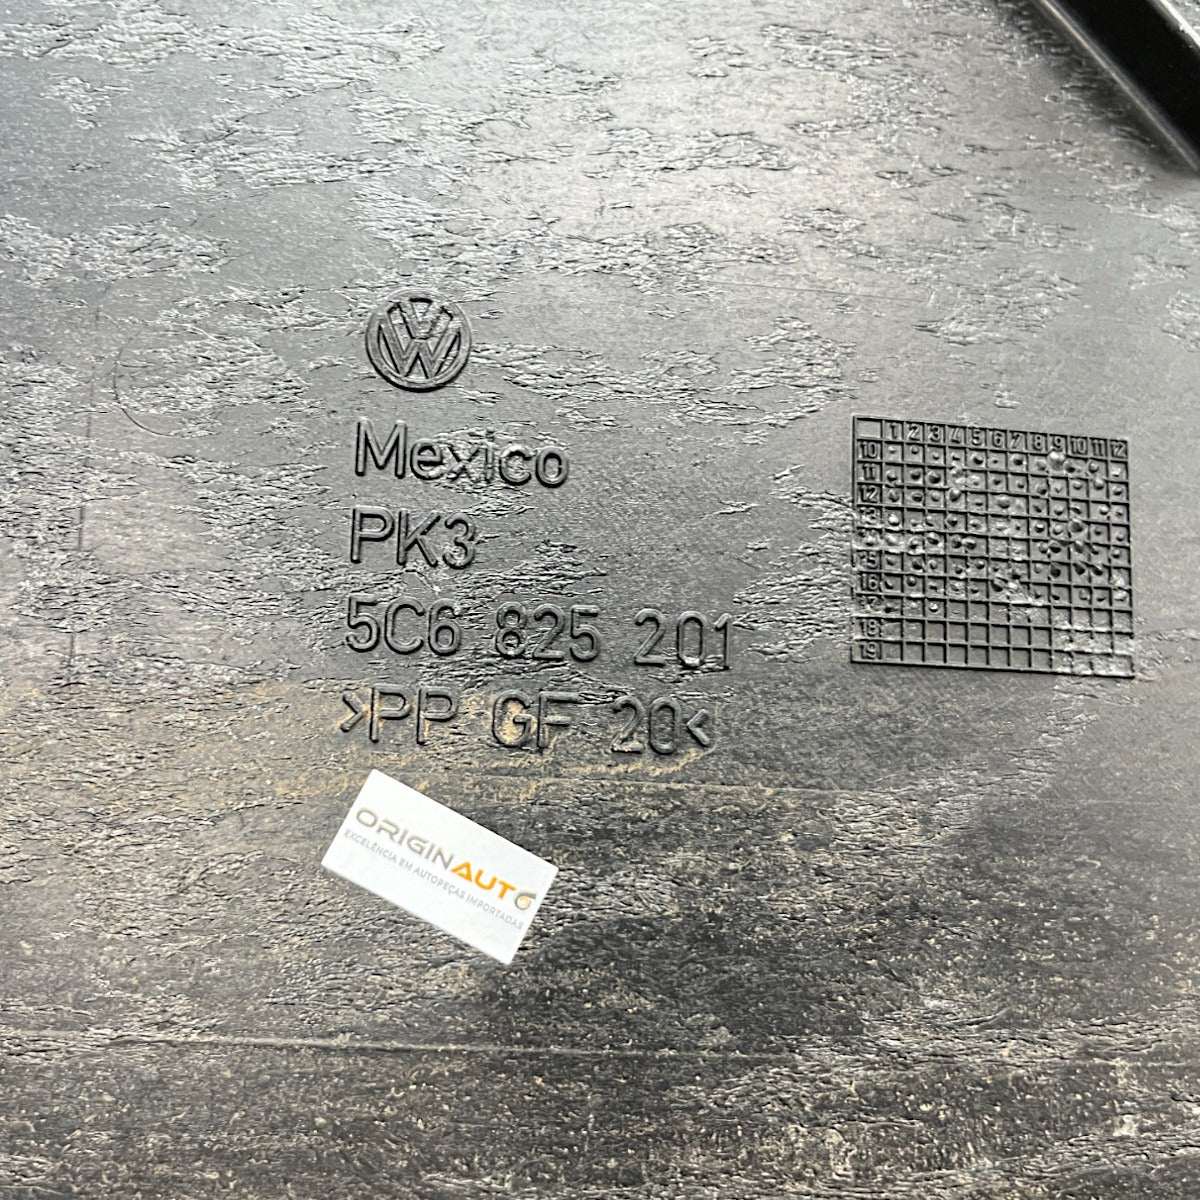 VW
Mexico
PK3
5C6 825 201
>PP GF 20<
1 2 3 4 5 6 7 8 9 10 11 12
10
11
12
13
15
16
17
18
19
ORIGINAUTO
EXCELÊNCIA EM AUTOPEÇAS IMPORTADAS